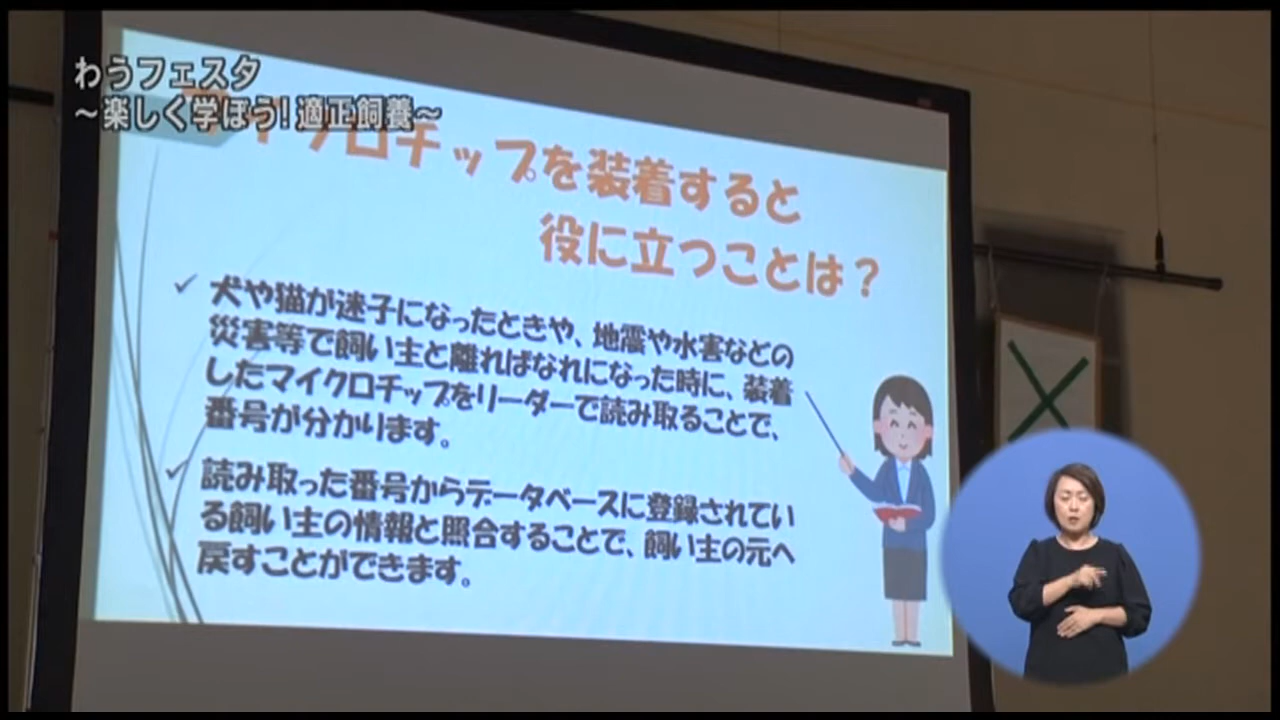 わうフェスタ
~楽しく学ぼう!適正飼養~
マイクロチップを装着すると
役に立つことは?
✓ 犬や猫が迷子になったときや、地震や水害などの
災害等で飼い主と離ればなれになった時に、装着
したマイクロチップをリーダーで読み取ることで、
番号が分かります。
✓ 読み取った番号からデータベースに登録されてい
る飼い主の情報と照合することで、飼い主の元へ
戻すことができます。